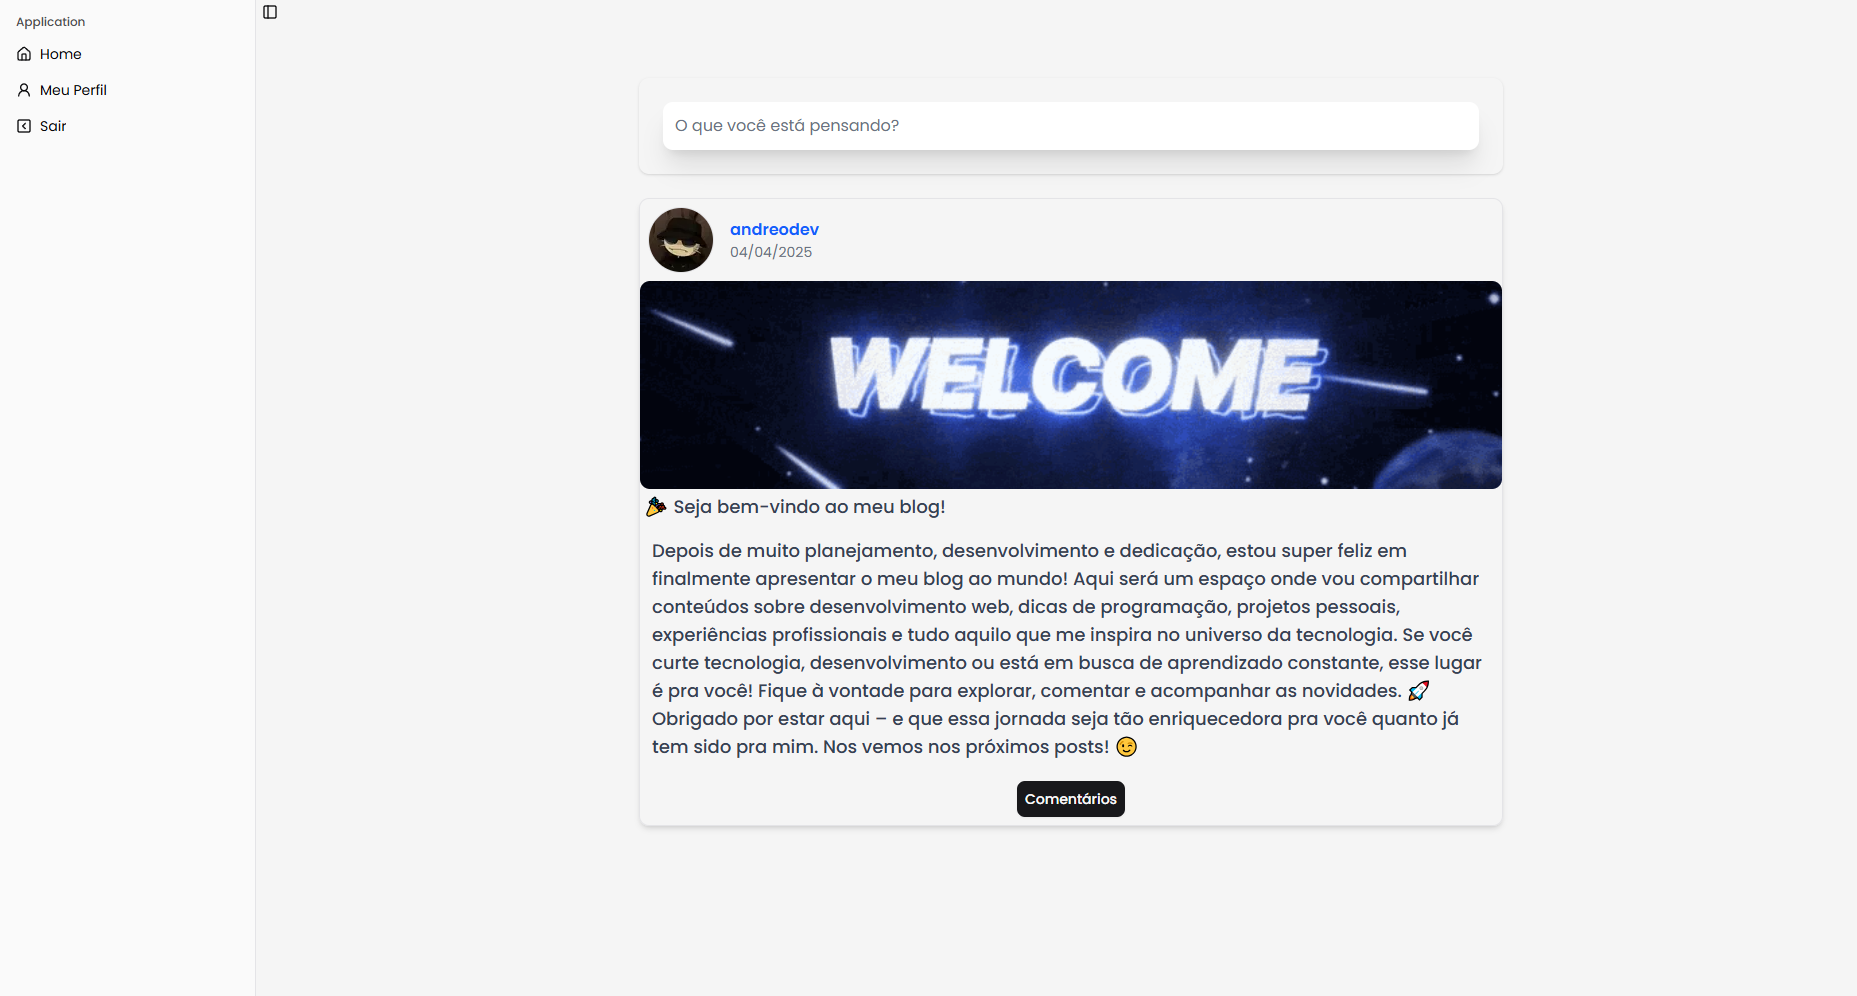 Application
Home
Meu Perfil
Sair
O que você está pensando?
andreodev
04/04/2025
WELCOME
🎉 Seja bem-vindo ao meu blog!
Depois de muito planejamento, desenvolvimento e dedicação, estou super feliz em
finalmente apresentar o meu blog ao mundo! Aqui será um espaço onde vou compartilhar
conteúdos sobre desenvolvimento web, dicas de programação, projetos pessoais,
experiências profissionais e tudo aquilo que me inspira no universo da tecnologia. Se você
curte tecnologia, desenvolvimento ou está em busca de aprendizado constante, esse lugar
é pra você! Fique à vontade para explorar, comentar e acompanhar as novidades. 🚀
Obrigado por estar aqui – e que essa jornada seja tão enriquecedora pra você quanto já
tem sido pra mim. Nos vemos nos próximos posts! 😉
Comentários